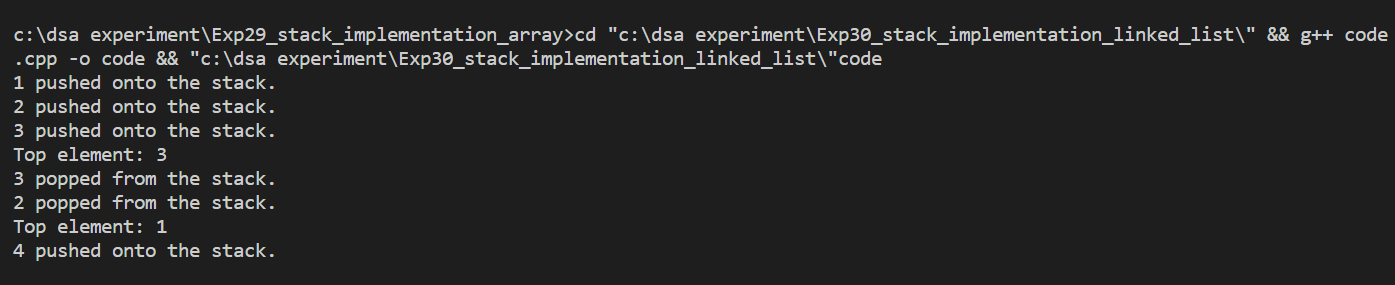 c:\dsa experiment\Exp29_stack_implementation_array>cd "c:\dsa experiment\Exp30_stack_implementation_linked_list\" && g++ code
.cpp -o code && "c:\dsa experiment\Exp30_stack_implementation_linked_list\"code
1 pushed onto the stack.
2 pushed onto the stack.
3 pushed onto the stack.
Top element: 3
3 popped from the stack.
2 popped from the stack.
Top element: 1
4 pushed onto the stack.